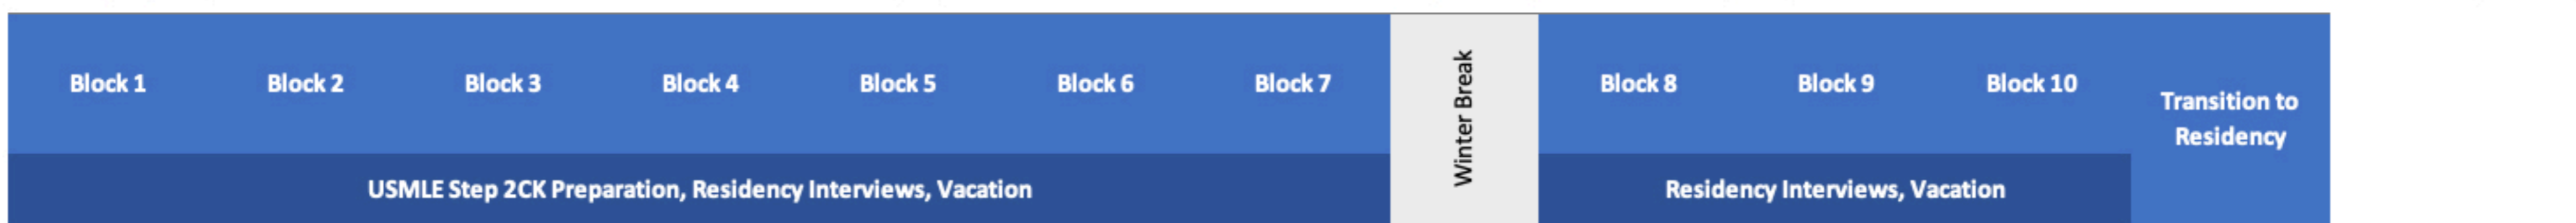 Block 1
Block 2
Block 3
Block 4
Block 5
Block 6
Block 7
Winter Break
Block 8
Block 9
Block 10
Transition to
Residency
USMLE Step 2CK Preparation, Residency Interviews, Vacation
Residency Interviews, Vacation